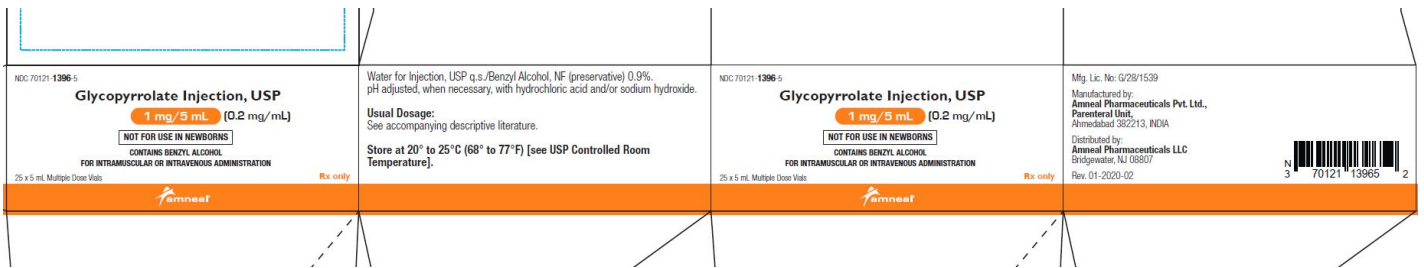 NDC 70121-1396-5
Glycopyrrolate Injection, USP
1 mg/5 mL (0.2 mg/mL)
NOT FOR USE IN NEWBORNS
CONTAINS BENZYL ALCOHOL
FOR INTRAMUSCULAR OR INTRAVENOUS ADMINISTRATION
25 x 5 mL Multiple Dose Vials Rx only
amneal
Water for Injection, USP q.s./Benzyl Alcohol, NF (preservative) 0.9%.
pH adjusted, when necessary, with hydrochloric acid and/or sodium hydroxide.
Usual Dosage:
See accompanying descriptive literature.
Store at 20° to 25°C (68° to 77°F) [see USP Controlled Room
Temperature].
NDC 70121-1396-5
Glycopyrrolate Injection, USP
1 mg/5 mL (0.2 mg/mL)
NOT FOR USE IN NEWBORNS
CONTAINS BENZYL ALCOHOL
FOR INTRAMUSCULAR OR INTRAVENOUS ADMINISTRATION
25 x 5 mL Multiple Dose Vials Rx only
amneal
Mfg. Lic. No: G/28/1539
Manufactured by:
Amneal Pharmaceuticals Pvt. Ltd.,
Parenteral Unit,
Ahmedabad 382213, INDIA
Distributed by:
Amneal Pharmaceuticals LLC
Bridgewater, NJ 08807
Rev. 01-2020-02
N
3 70121 13965 2